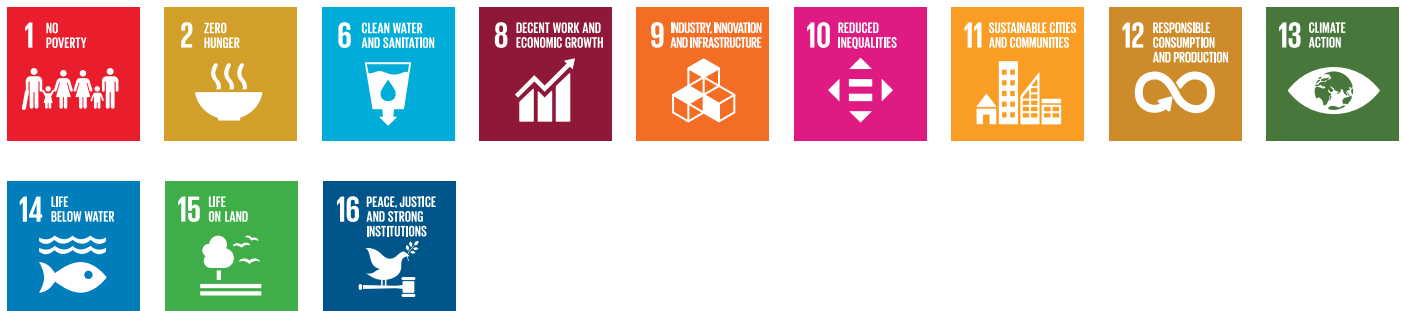 1 NO
POVERTY
2 ZERO
HUNGER
6 CLEAN WATER
AND SANITATION
8 DECENT WORK AND
ECONOMIC GROWTH
9 INDUSTRY, INNOVATION
AND INFRASTRUCTURE
10 REDUCED
INEQUALITIES
11 SUSTAINABLE CITIES
AND COMMUNITIES
12 RESPONSIBLE
CONSUMPTION
AND PRODUCTION
13 CLIMATE
ACTION
14 LIFE
BELOW WATER
15 LIFE
ON LAND
16 PEACE, JUSTICE
AND STRONG
INSTITUTIONS